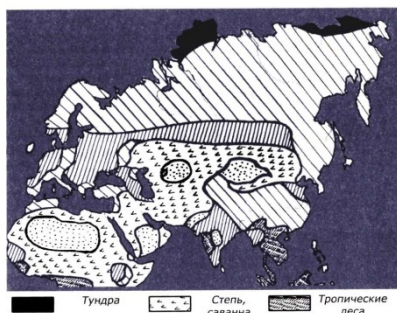 Тундра
Степь,
саванна
Тропические
леса